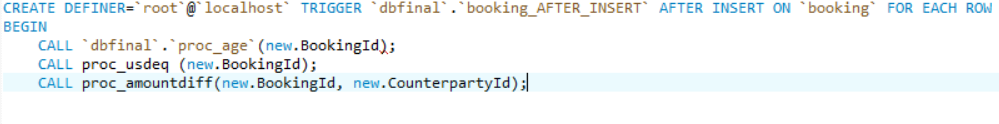 CREATE DEFINER=`root`@`localhost` TRIGGER `dbfinal`.`booking_AFTER_INSERT` AFTER INSERT ON `booking` FOR EACH ROW
BEGIN
    CALL `dbfinal`.`proc_age`(new.BookingId);
    CALL proc_usdeq (new.BookingId);
    CALL proc_amountdiff(new.BookingId, new.CounterpartyId);